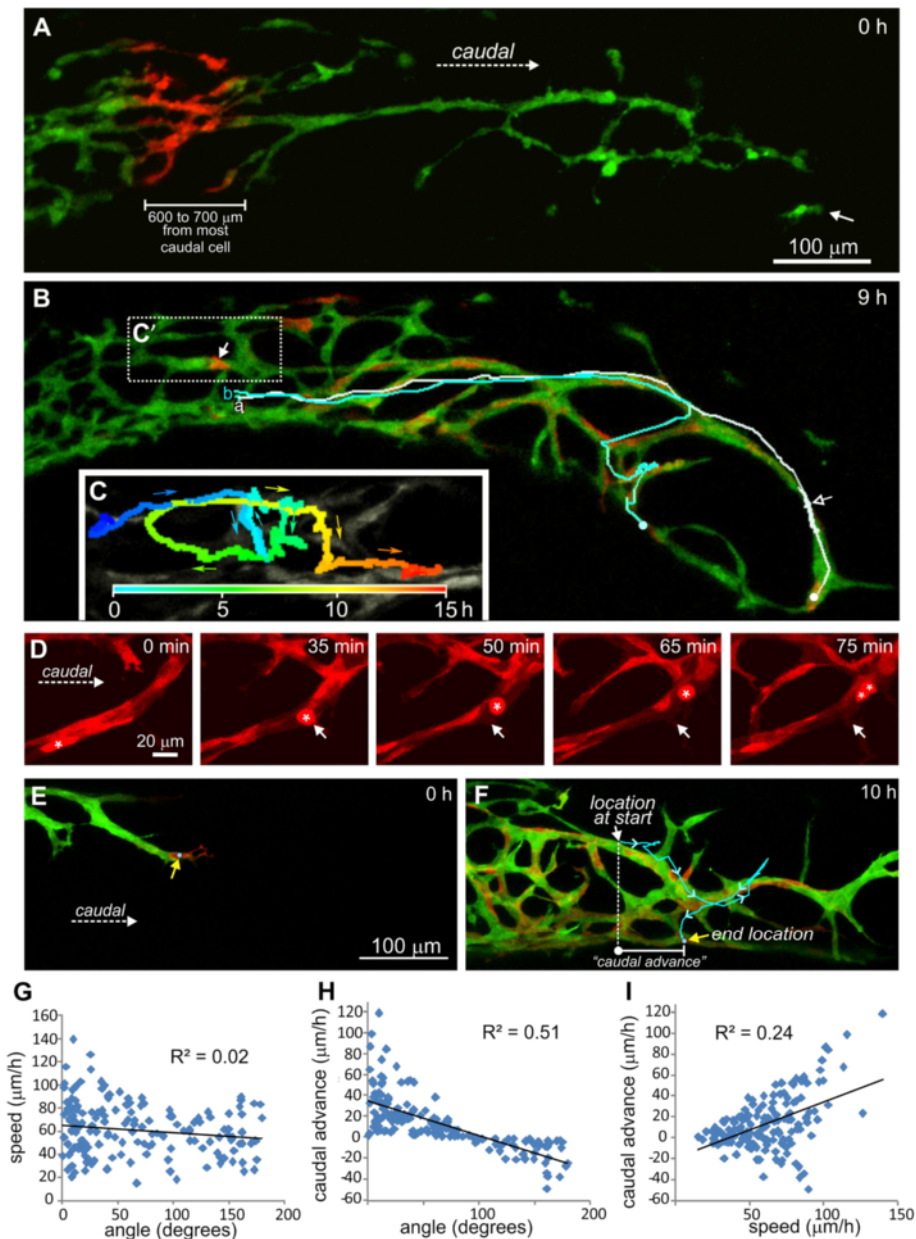 A
caudal
0 h
600 to 700 μm
from most
caudal cell
100 μm
B
9 h
C'
b
a
C
0 5 10 15 h
D
0 min
35 min
50 min
65 min
75 min
caudal
20 μm
* * * * * *
E
0 h
caudal
100 μm
F
10 h
location
at start
end location
"caudal advance"
G
R² = 0.02
speed (μm/h)
160
140
120
100
80
60
40
20
0
0 50 100 150 200
angle (degrees)
H
R² = 0.51
caudal advance (μm/h)
120
100
80
60
40
20
0
-20
-40
-60
0 100 200
angle (degrees)
I
R² = 0.24
caudal advance (μm/h)
120
100
80
60
40
20
0
-20
-40
-60
0 50 100 150
speed (μm/h)